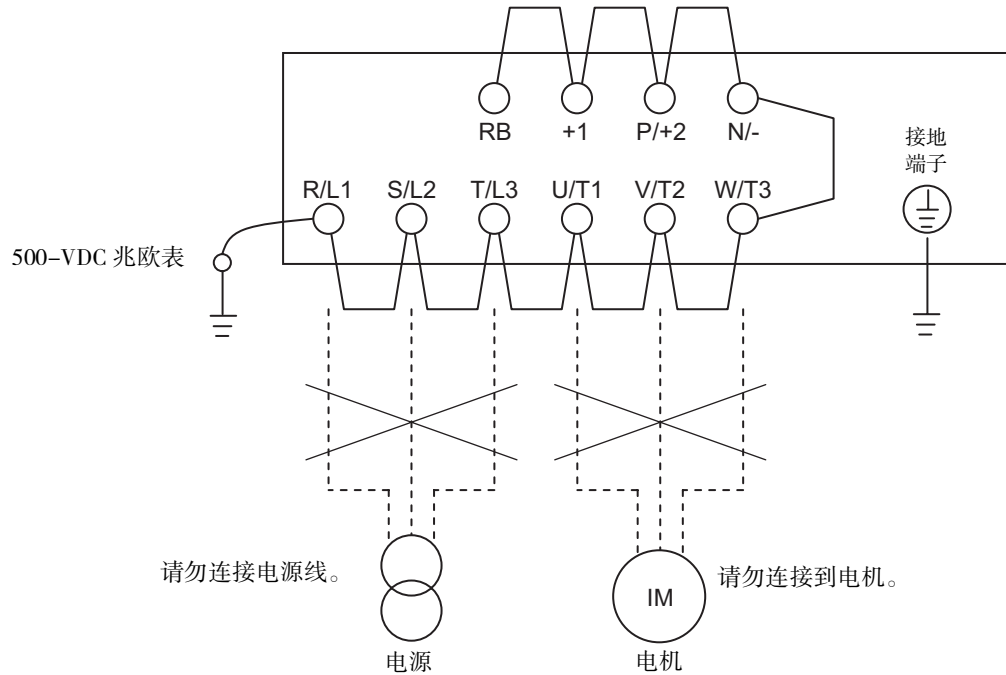 RB
+1
P/+2
N/-
接地
端子
R/L1
S/L2
T/L3
U/T1
V/T2
W/T3
500-VDC 兆欧表
请勿连接电源线。
请勿连接到电机。
IM
电源
电机